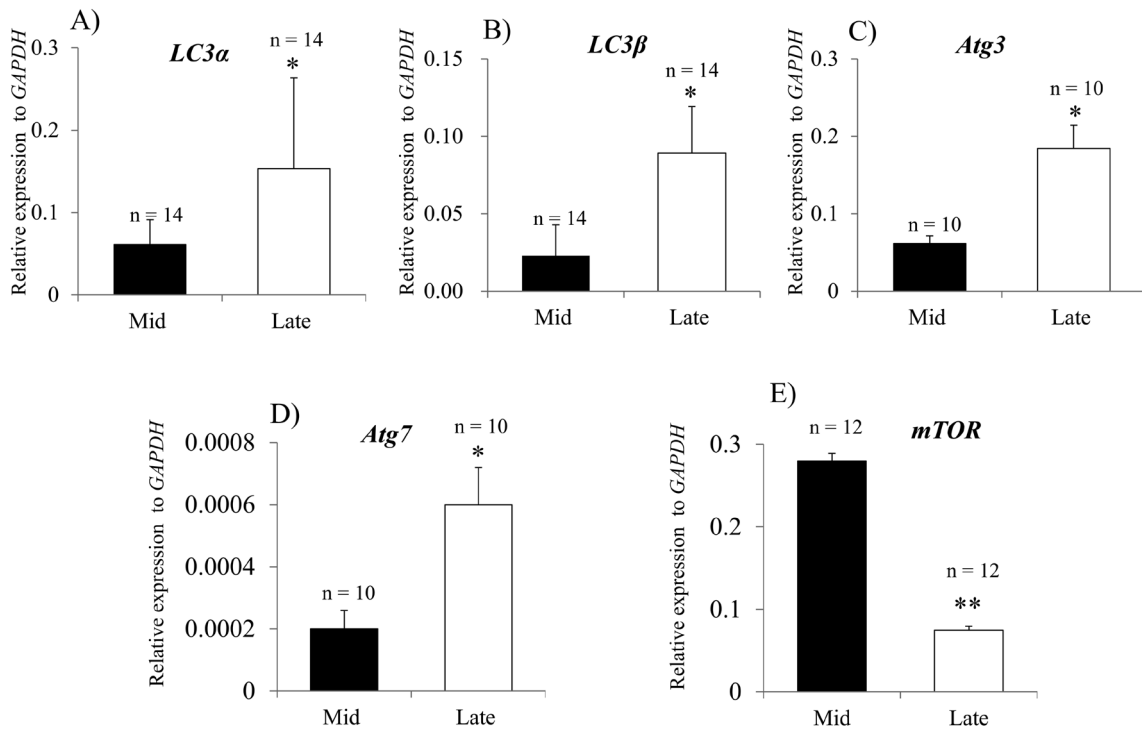 A)
LC3α
n = 14
*
Relative expression to GAPDH
0.3
0.2
0.1
0
n = 14
Mid
Late
B)
LC3β
n = 14
*
Relative expression to GAPDH
0.15
0.10
0.05
0.00
n = 14
Mid
Late
C)
Atg3
n = 10
*
Relative expression to GAPDH
0.3
0.2
0.1
0
n = 10
Mid
Late
D)
Atg7
n = 10
*
Relative expression to GAPDH
0.0008
0.0006
0.0004
0.0002
0
n = 10
Mid
Late
E)
mTOR
n = 12
Relative expression to GAPDH
0.3
0.2
0.1
0
n = 12
**
Mid
Late